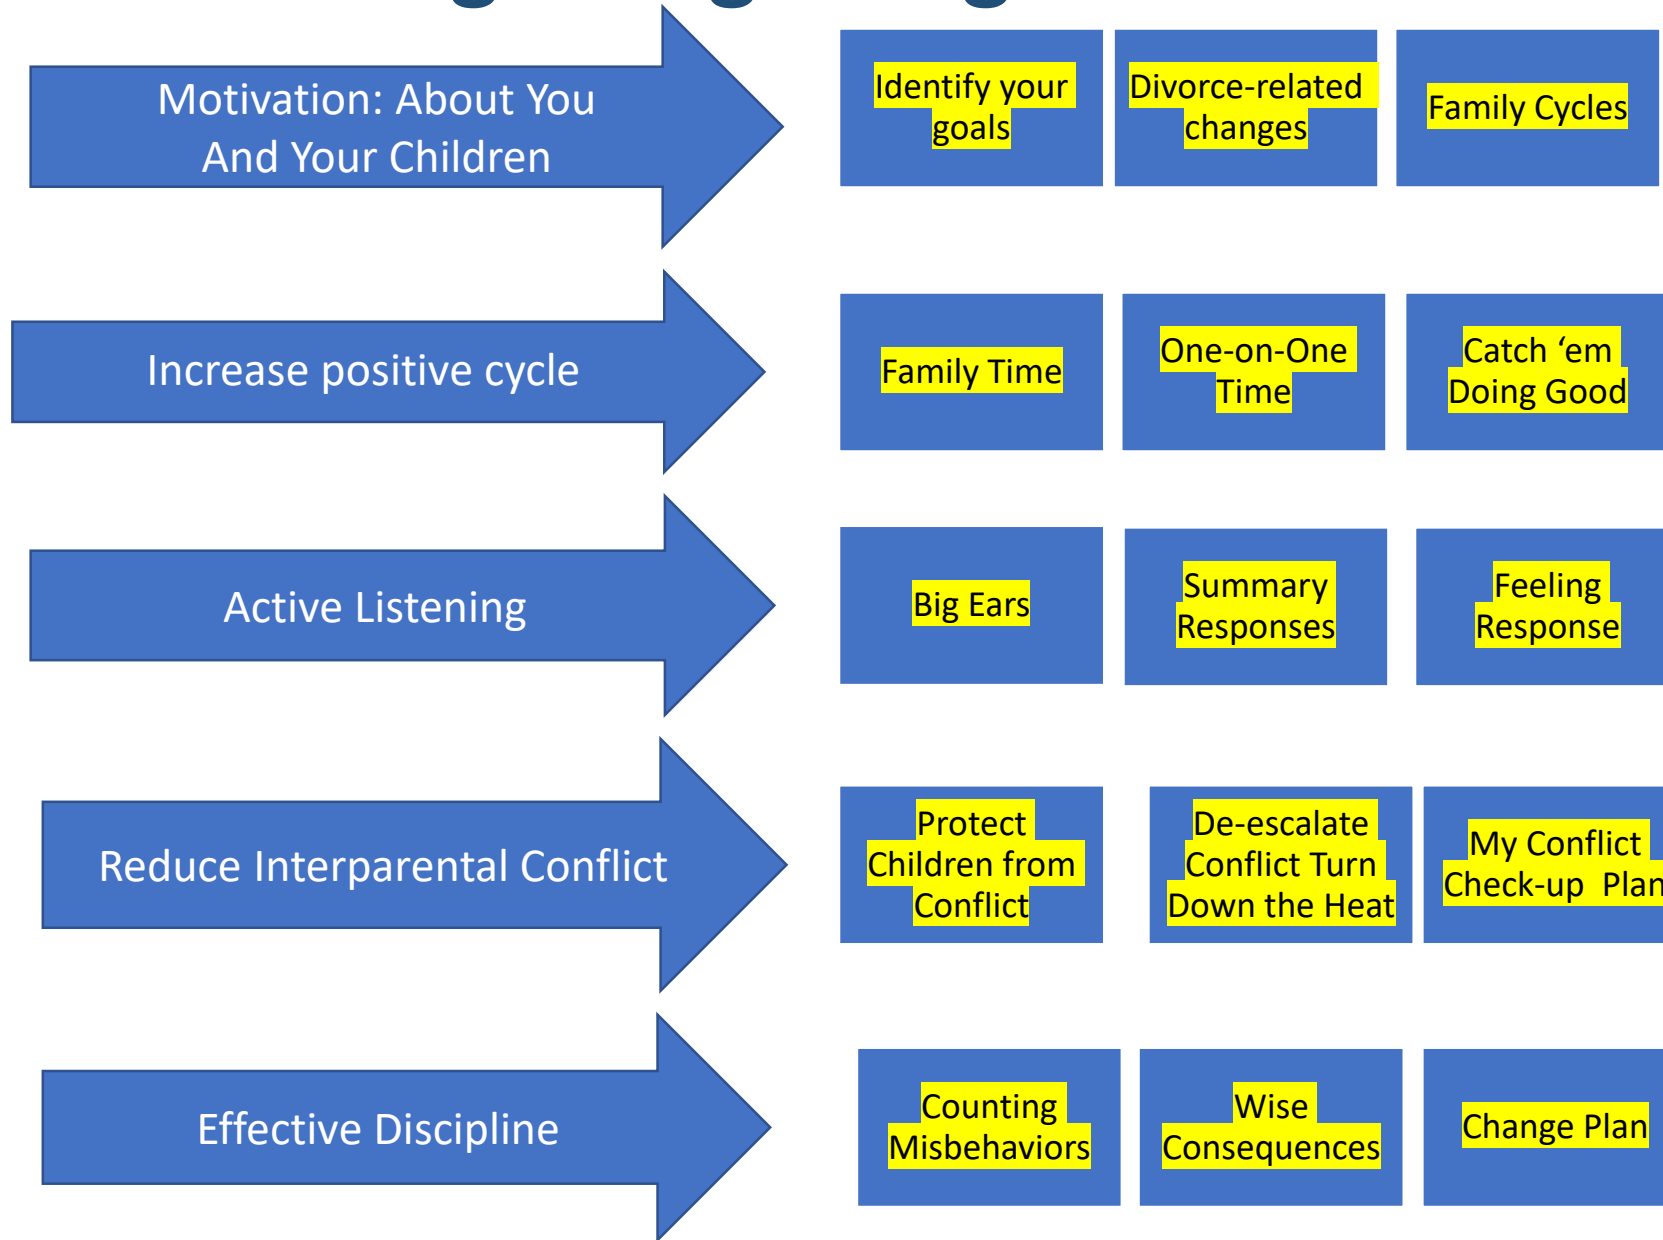 Motivation: About You
And Your Children
Identify your
goals
Divorce-related
changes
Family Cycles
Increase positive cycle
Family Time
One-on-One
Time
Catch ‘em
Doing Good
Active Listening
Big Ears
Summary
Responses
Feeling
Response
Reduce Interparental Conflict
Protect
Children from
Conflict
De-escalate
Conflict Turn
Down the Heat
My Conflict
Check-up  Plan
Effective Discipline
Counting
Misbehaviors
Wise
Consequences
Change Plan